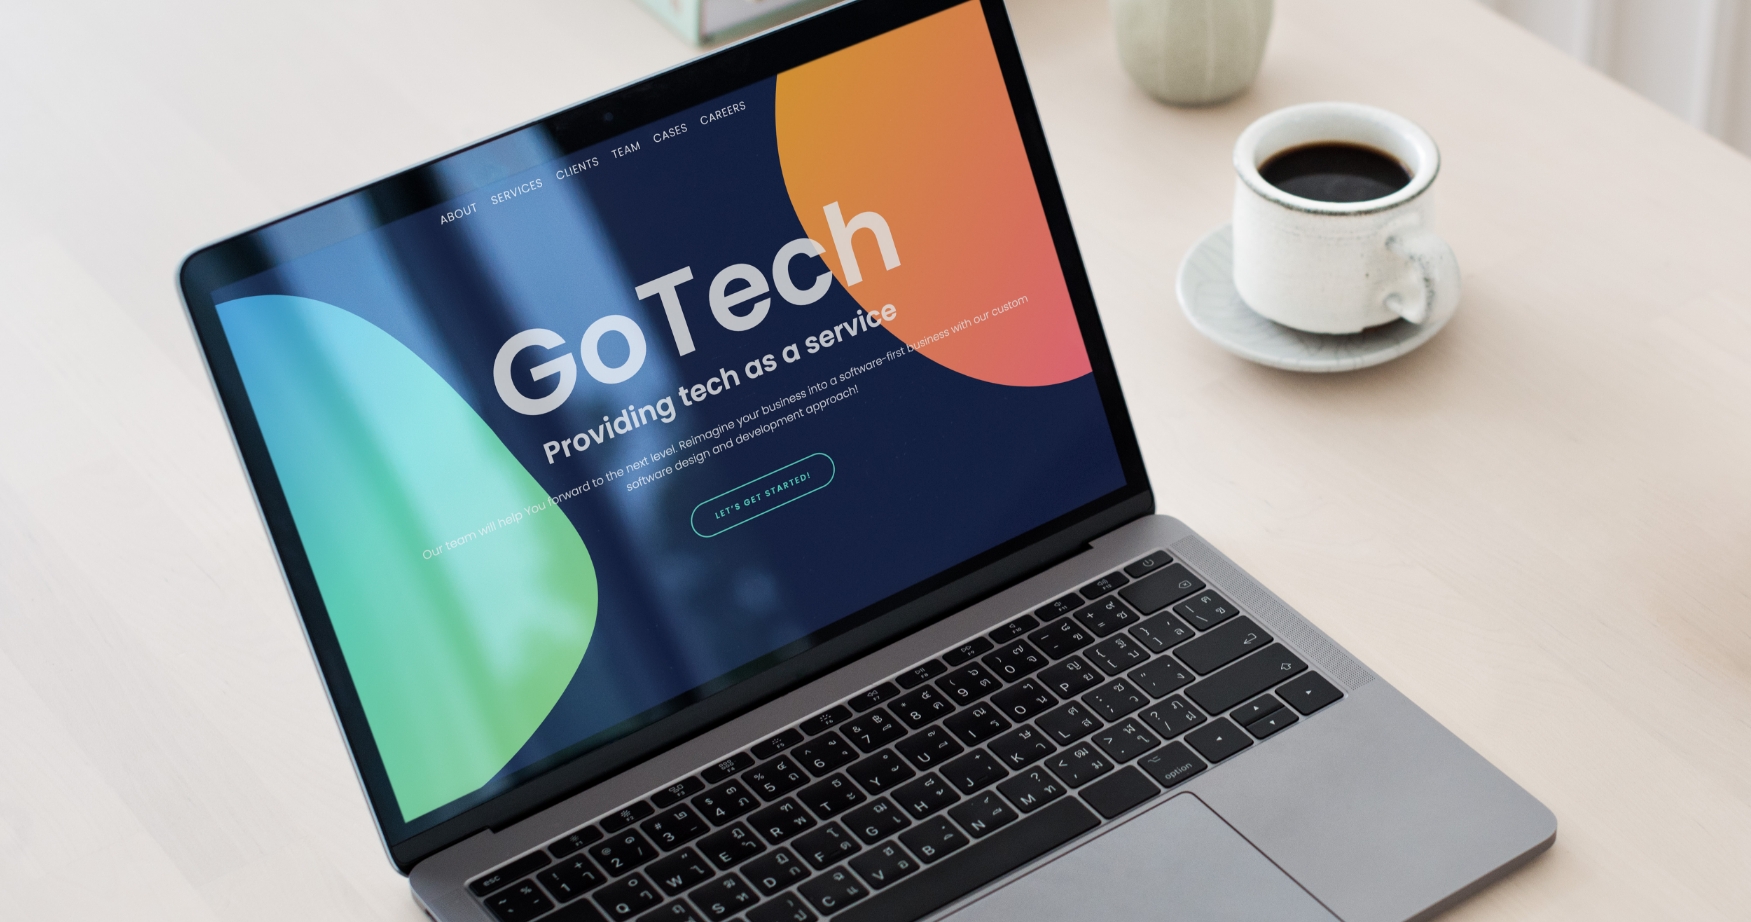 ABOUT SERVICES CLIENTS TEAM CASES CAREERS
GoTech
Providing tech as a service
Our team will help You forward to the next level. Reimagine your business into a software-first business with our custom
software design and development approach!
LET'S GET STARTED!
esc
option